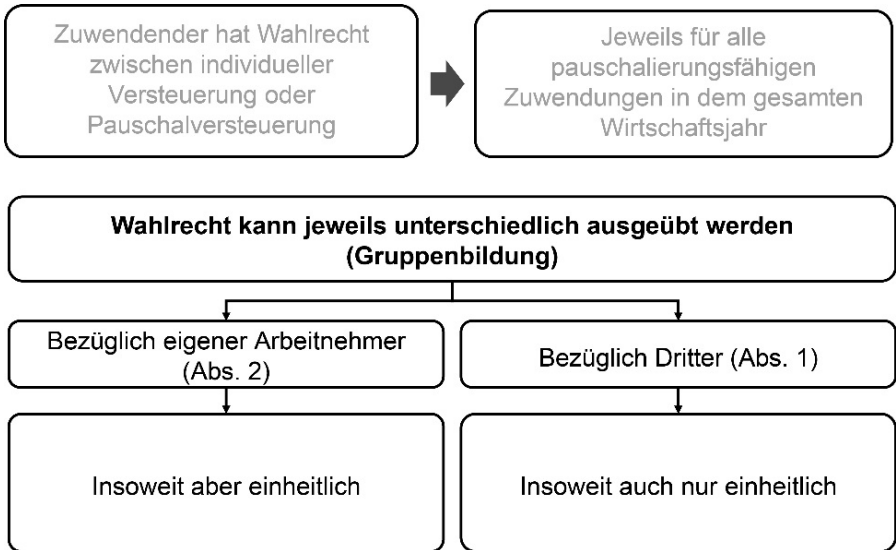 Zuwendender hat Wahlrecht
zwischen individueller
Versteuerung oder
Pauschalversteuerung
Jeweils für alle
pauschalierungsfähigen
Zuwendungen in dem gesamten
Wirtschaftsjahr
Wahlrecht kann jeweils unterschiedlich ausgeübt werden
(Gruppenbildung)
Bezüglich eigener Arbeitnehmer
(Abs. 2)
Bezüglich Dritter (Abs. 1)
Insoweit aber einheitlich
Insoweit auch nur einheitlich